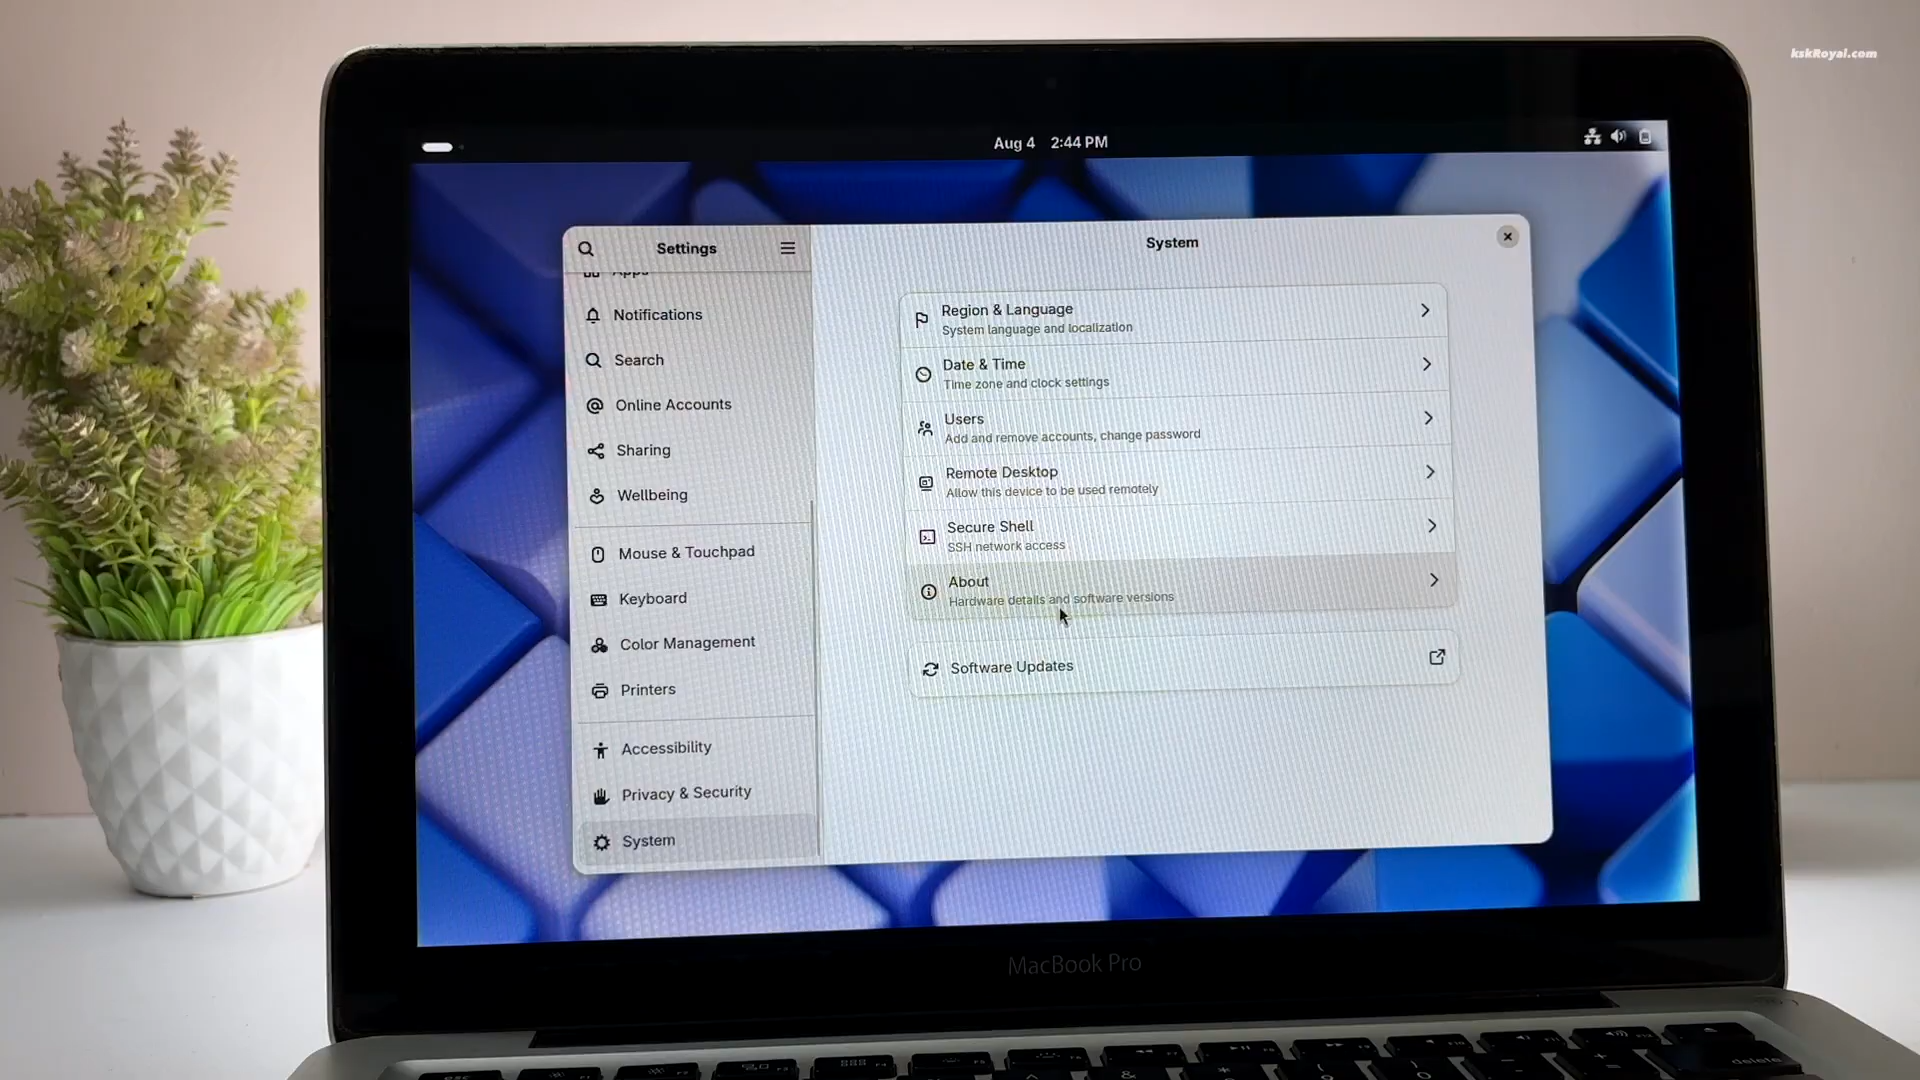 kskRoyal.com
Aug 4 2:44 PM
Settings
Apps
Notifications
Search
Online Accounts
Sharing
Wellbeing
Mouse & Touchpad
Keyboard
Color Management
Printers
Accessibility
Privacy & Security
System
System
Region & Language
System language and localization
Date & Time
Time zone and clock settings
Users
Add and remove accounts, change password
Remote Desktop
Allow this device to be used remotely
Secure Shell
SSH network access
About
Hardware details and software versions
Software Updates
MacBook Pro
esc
delete